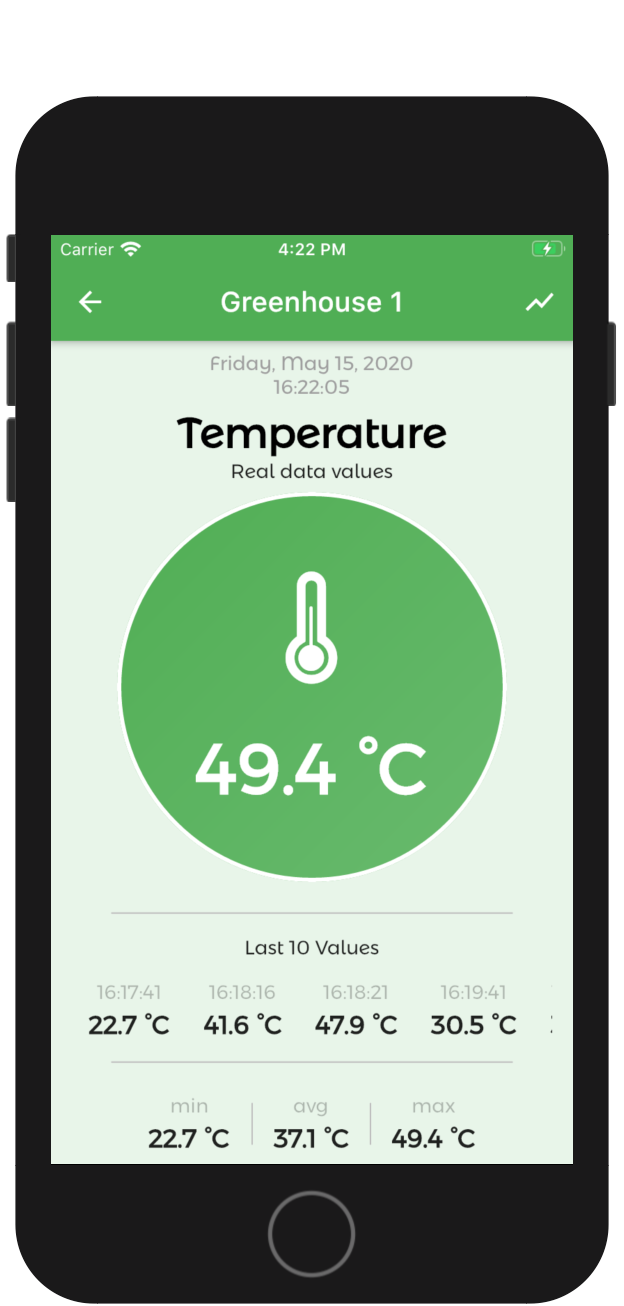 Carrier 4:22 PM
Greenhouse 1
Friday, May 15, 2020
16:22:05
Temperature
Real data values
49.4 °C
Last 10 Values
16:17:41 16:18:16 16:18:21 16:19:41
22.7 °C 41.6 °C 47.9 °C 30.5 °C
min avg max
22.7 °C 37.1 °C 49.4 °C